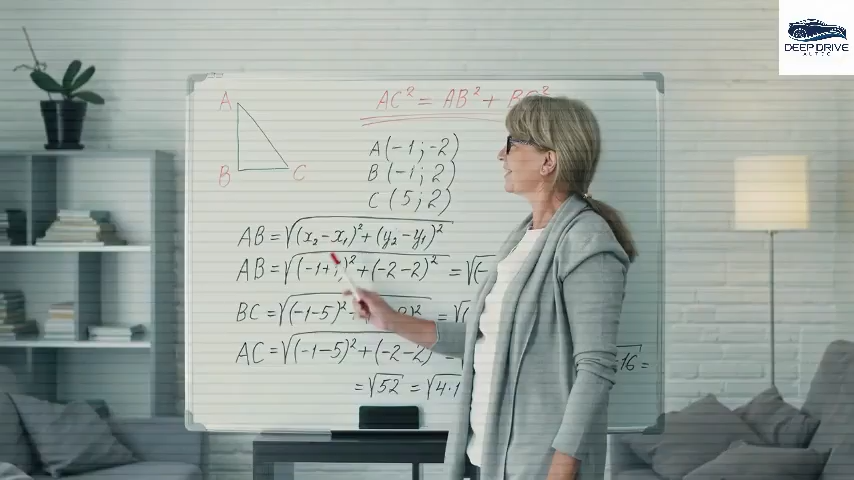 DEEP DRIVE
A
AC² = AB² + BC²
A(-1; -2)
B(-1; 2)
B
C
C(5; 2)
AB = √(x₂ - x₁)² + (y₂ - y₁)²
AB = √(-1+1)² + (-2-2)² = √(-
BC = √(-1-5)²
AC = √(-1-5)² + (-2-2)² =
16 =
= √52 = √4·1